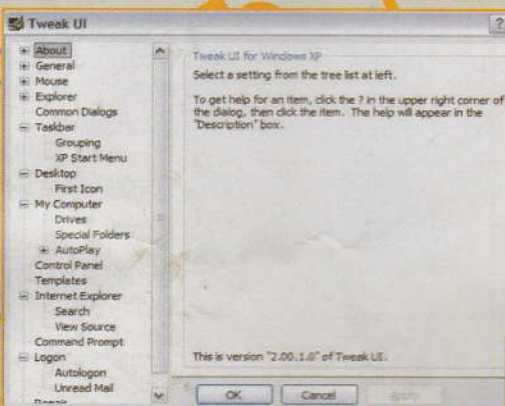 Tweak UI
?
About
General
Mouse
Explorer
Common Dialogs
Taskbar
Grouping
XP Start Menu
Desktop
First Icon
My Computer
Drives
Special Folders
AutoPlay
Control Panel
Templates
Internet Explorer
Search
View Source
Command Prompt
Logon
Autologon
Unread Mail
Repair
Tweak UI for Windows XP
Select a setting from the tree list at left.
To get help for an item, click the ? in the upper right corner of
the dialog, then click the item. The help will appear in the
"Description" box.
This is version "2.00.1.0" of Tweak UI.
OK
Cancel
Apply